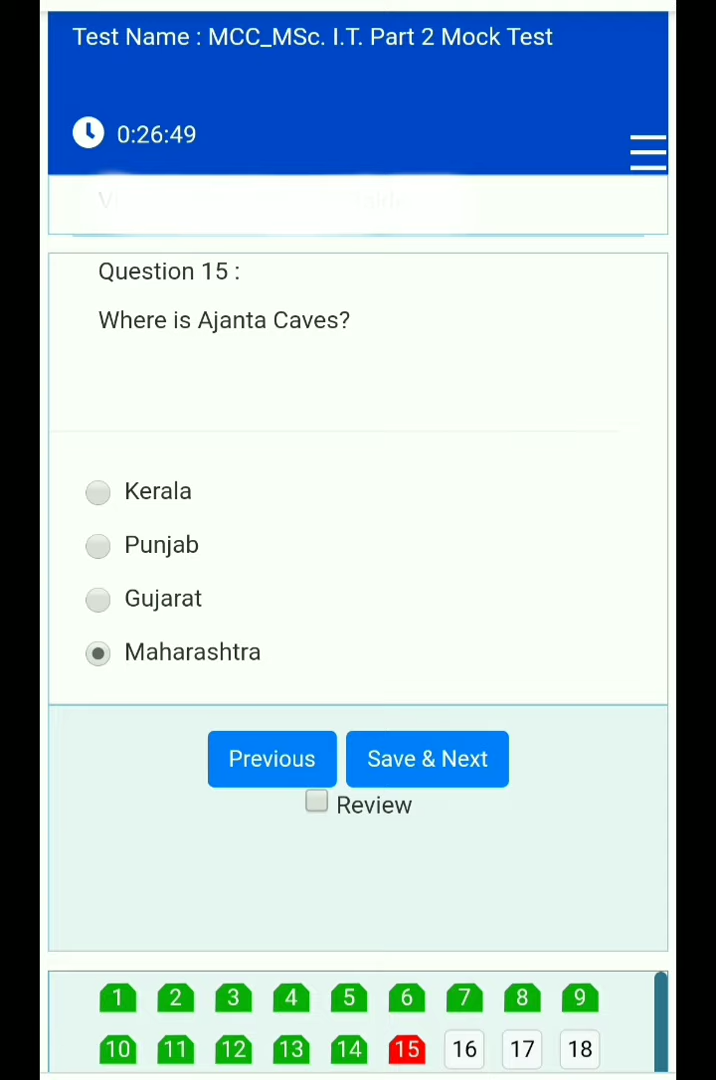 Test Name : MCC_MSc. I.T. Part 2 Mock Test
0:26:49
Question 15 :
Where is Ajanta Caves?
Kerala
Punjab
Gujarat
Maharashtra
Previous Save & Next
Review
1 2 3 4 5 6 7 8 9
10 11 12 13 14 15 16 17 18